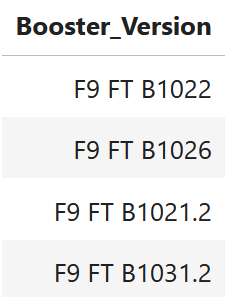 Booster_Version
F9 FT B1022
F9 FT B1026
F9 FT B1021.2
F9 FT B1031.2